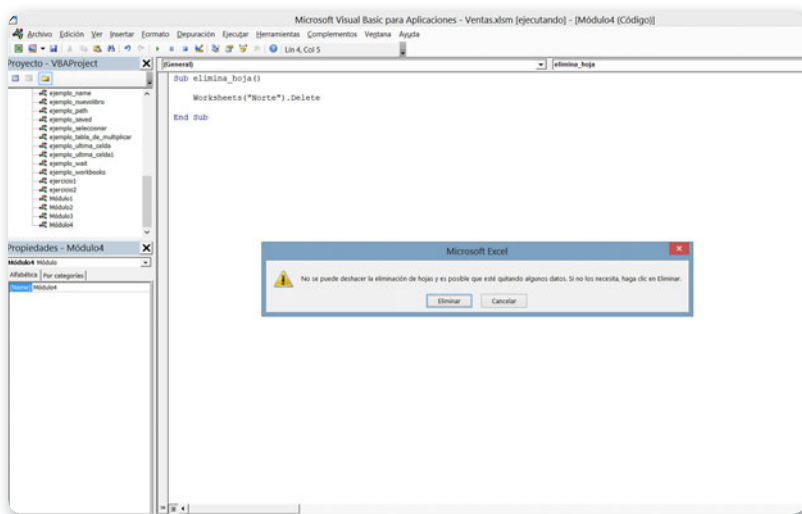 Microsoft Visual Basic para Aplicaciones - Ventas.xlsm [ejecutando] - [Módulo4 (Código)]
Archivo Edición Ver Insertar Formato Depuración Ejecutar Herramientas Complementos Ventana Ayuda
Lín 4, Col 5
Proyecto - VBAProject
(General)
elimina_hoja
ejemplo_name
ejemplo_nuevolibro
ejemplo_path
ejemplo_saved
ejemplo_seleccionar
ejemplo_tabla_de_multiplicar
ejemplo_ultima_celda
ejemplo_ultima_celda1
ejemplo_wait
ejemplo_workbooks
ejercicio1
ejercicio2
Módulo1
Módulo2
Módulo3
Módulo4
Sub elimina_hoja()
Worksheets("Norte").Delete
End Sub
Propiedades - Módulo4
Módulo4 Módulo
Alfabética Por categorías
(Name) Módulo4
Microsoft Excel
No se puede deshacer la eliminación de hojas y es posible que esté quitando algunos datos. Si no los necesita, haga clic en Eliminar.
Eliminar Cancelar